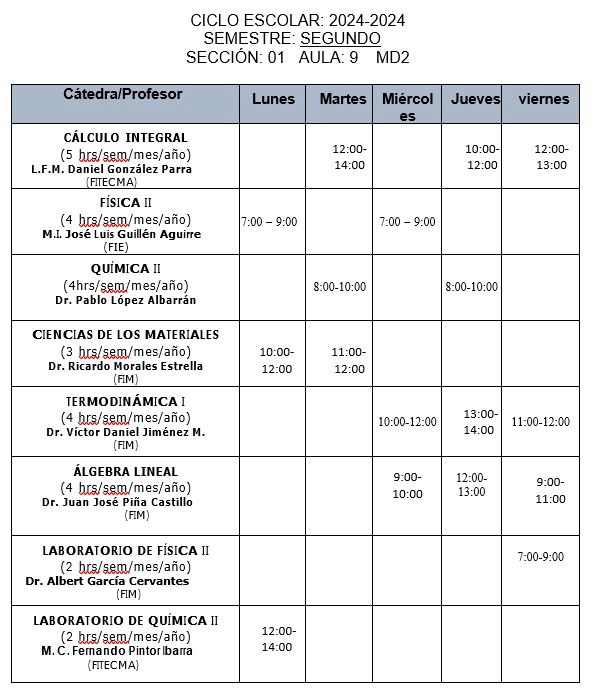 CICLO ESCOLAR: 2024-2024
SEMESTRE: SEGUNDO
SECCIÓN: 01 AULA: 9 MD2
Cátedra/Profesor Lunes Martes Miércol Jueves viernes
es
CÁLCULO INTEGRAL
(5 hrs/sem/mes/año)
L.F.M. Daniel González Parra
(FITECMA)
12:00-
14:00
10:00-
12:00
12:00-
13:00
FÍSICA II
(4 hrs/sem/mes/año)
M.I. José Luis Guillén Aguirre
(FIE)
7:00 – 9:00
7:00 – 9:00
QUÍMICA II
(4hrs/sem/mes/año)
Dr. Pablo López Albarrán
8:00-10:00
8:00-10:00
CIENCIAS DE LOS MATERIALES
(3 hrs/sem/mes/año)
Dr. Ricardo Morales Estrella
(FIM)
10:00-
12:00
11:00-
12:00
TERMODINÁMICA I
(4 hrs/sem/mes/año)
Dr. Víctor Daniel Jiménez M.
(FIM)
10:00-12:00
13:00-
14:00
11:00-12:00
ÁLGEBRA LINEAL
(4 hrs/sem/mes/año)
Dr. Juan José Piña Castillo
(FIM)
9:00-
10:00
12:00-
13:00
9:00-
11:00
LABORATORIO DE FÍSICA II
(2 hrs/sem/mes/año)
Dr. Albert García Cervantes
(FIM)
7:00-9:00
LABORATORIO DE QUÍMICA II
(2 hrs/sem/mes/año)
M. C. Fernando Pintor Ibarra
(FITECMA)
12:00-
14:00